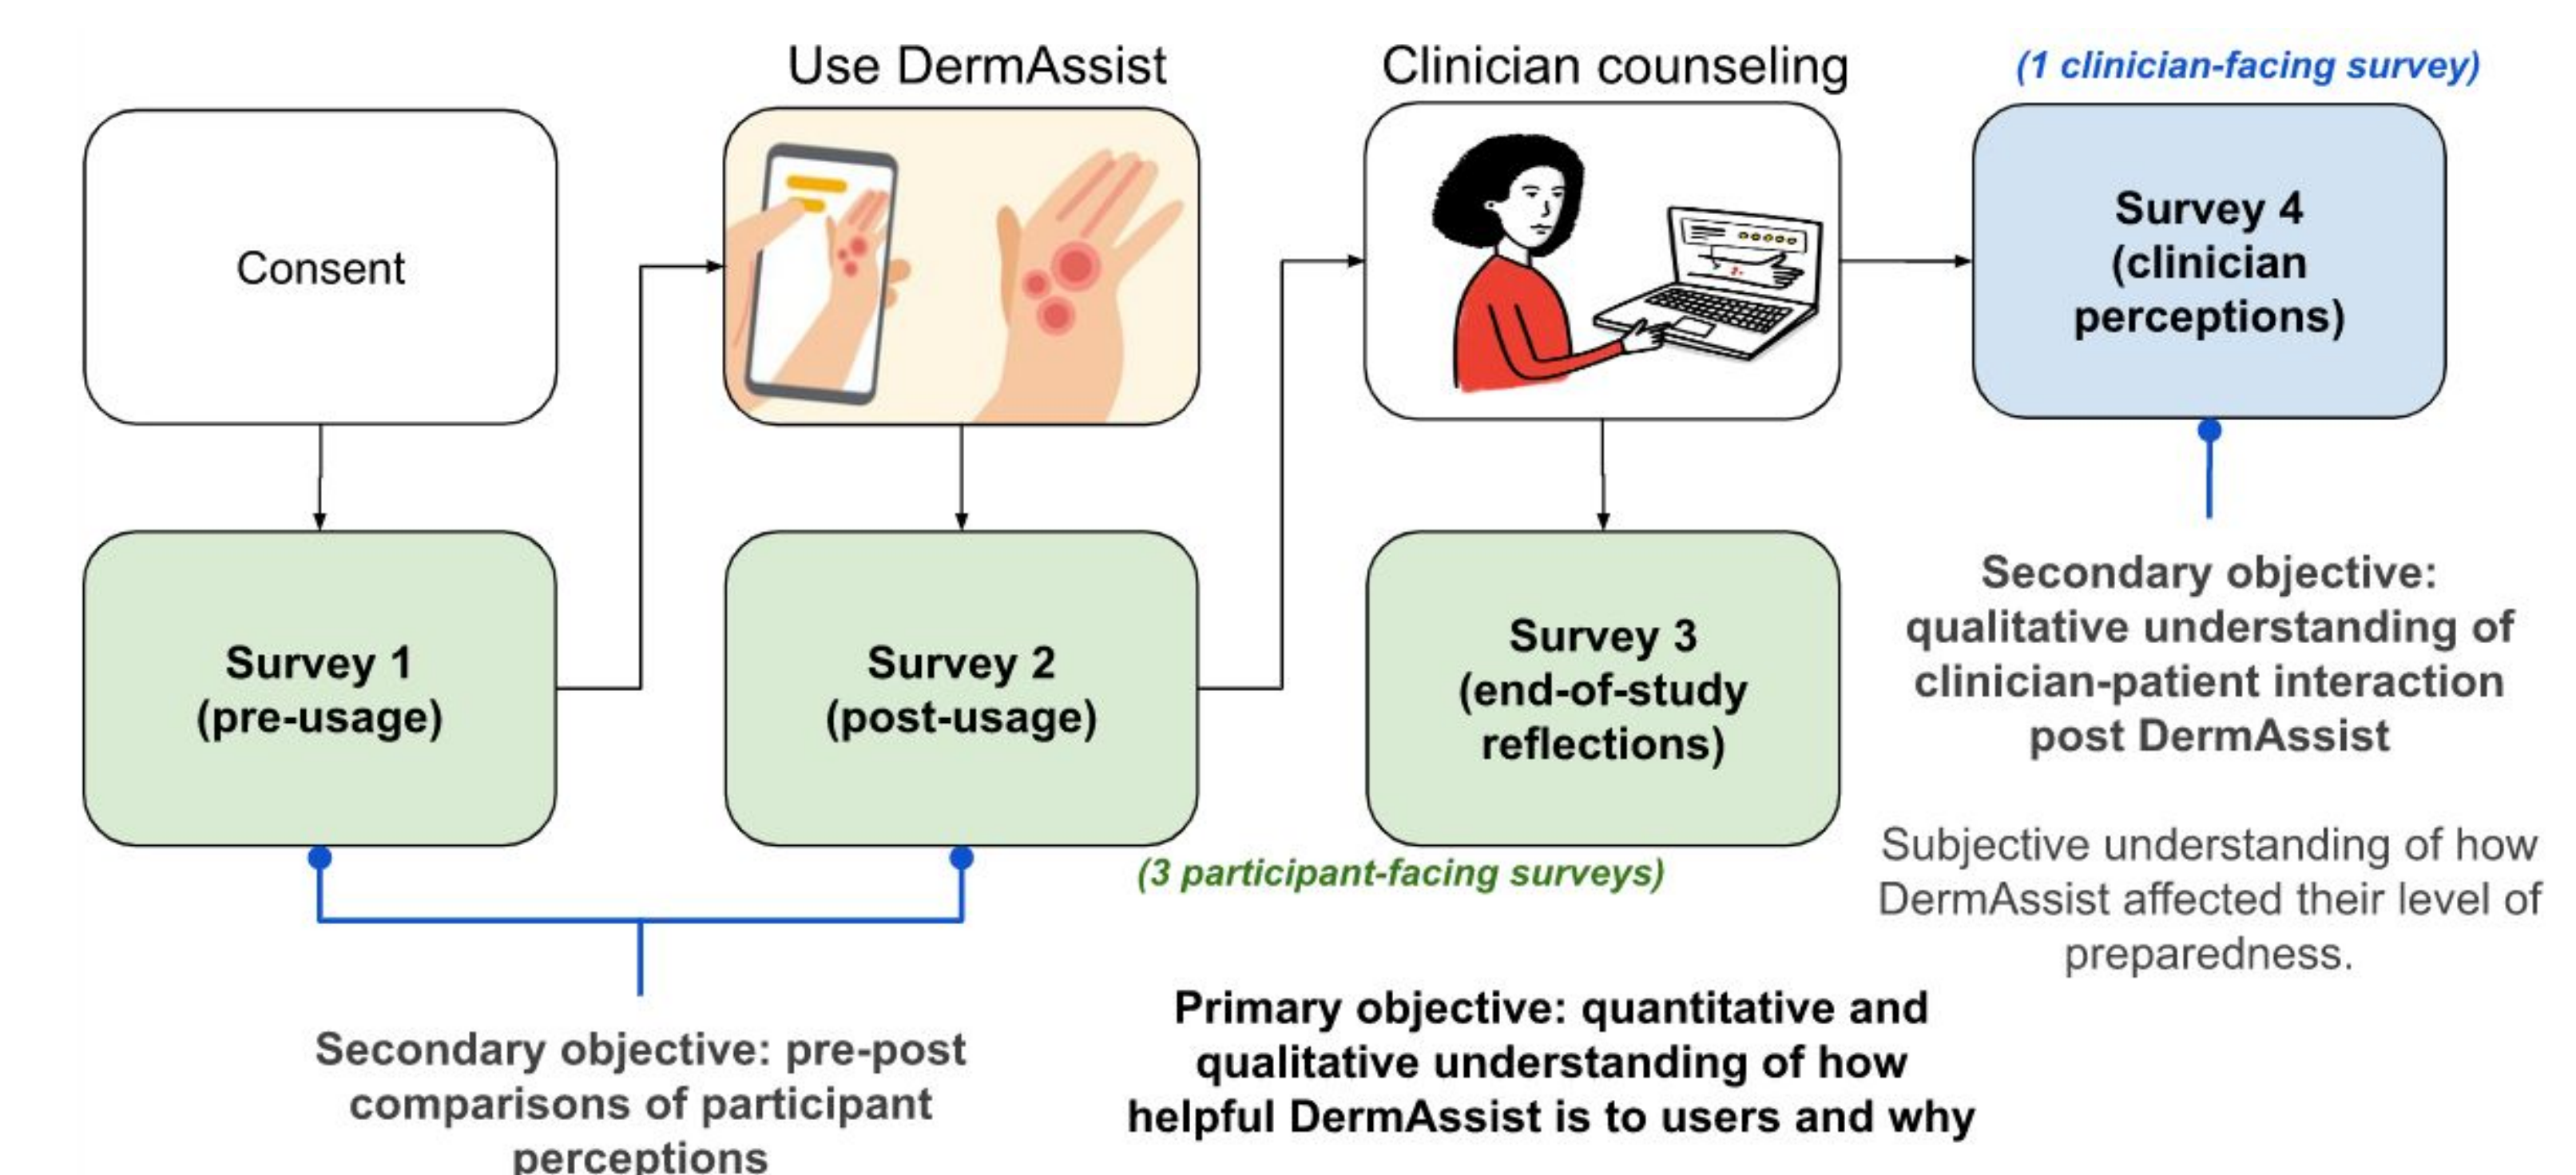 Use DermAssist
Clinician counseling
(1 clinician-facing survey)
Consent
Survey 4
(clinician
perceptions)
Survey 1
(pre-usage)
Survey 2
(post-usage)
Survey 3
(end-of-study
reflections)
Secondary objective:
qualitative understanding of
clinician-patient interaction
post DermAssist
Subjective understanding of how
DermAssist affected their level of
preparedness.
(3 participant-facing surveys)
Secondary objective: pre-post
comparisons of participant
perceptions
Primary objective: quantitative and
qualitative understanding of how
helpful DermAssist is to users and why